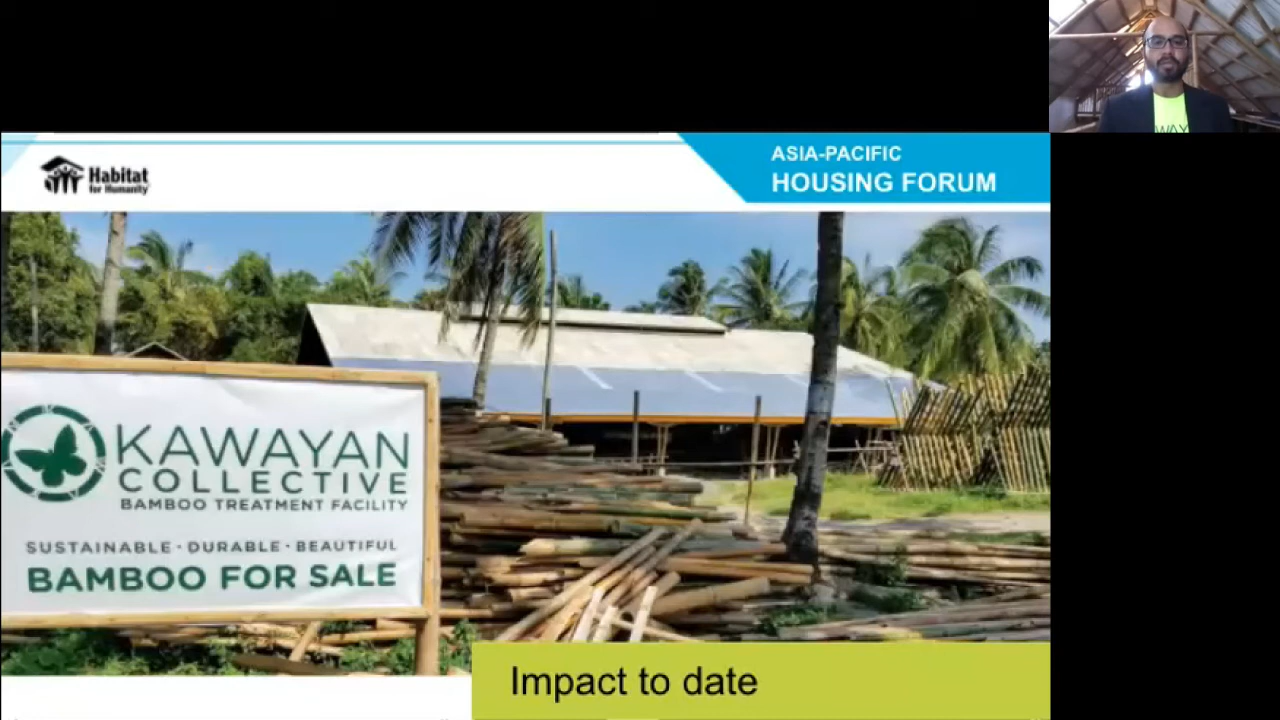 Habitat
for Humanity
ASIA-PACIFIC
HOUSING FORUM
KAWAYAN
COLLECTIVE
BAMBOO TREATMENT FACILITY
SUSTAINABLE · DURABLE · BEAUTIFUL
BAMBOO FOR SALE
Impact to date